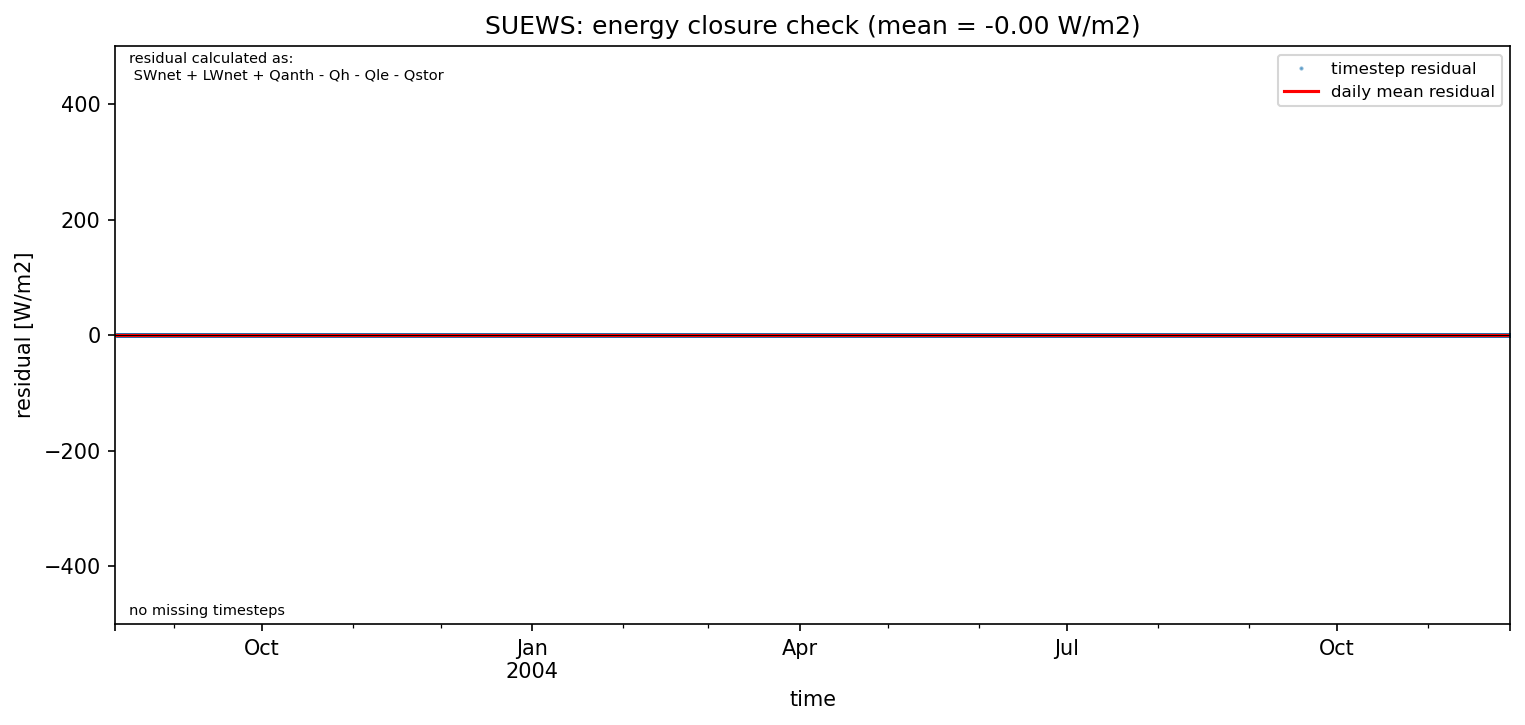 SUEWS: energy closure check (mean = -0.00 W/m2)
residual calculated as:
SWnet + LWnet + Qanth - Qh - Qle - Qstor
timestep residual
daily mean residual
400
200
0
−200
−400
residual [W/m2]
no missing timesteps
Oct
Jan
2004
Apr
Jul
Oct
time